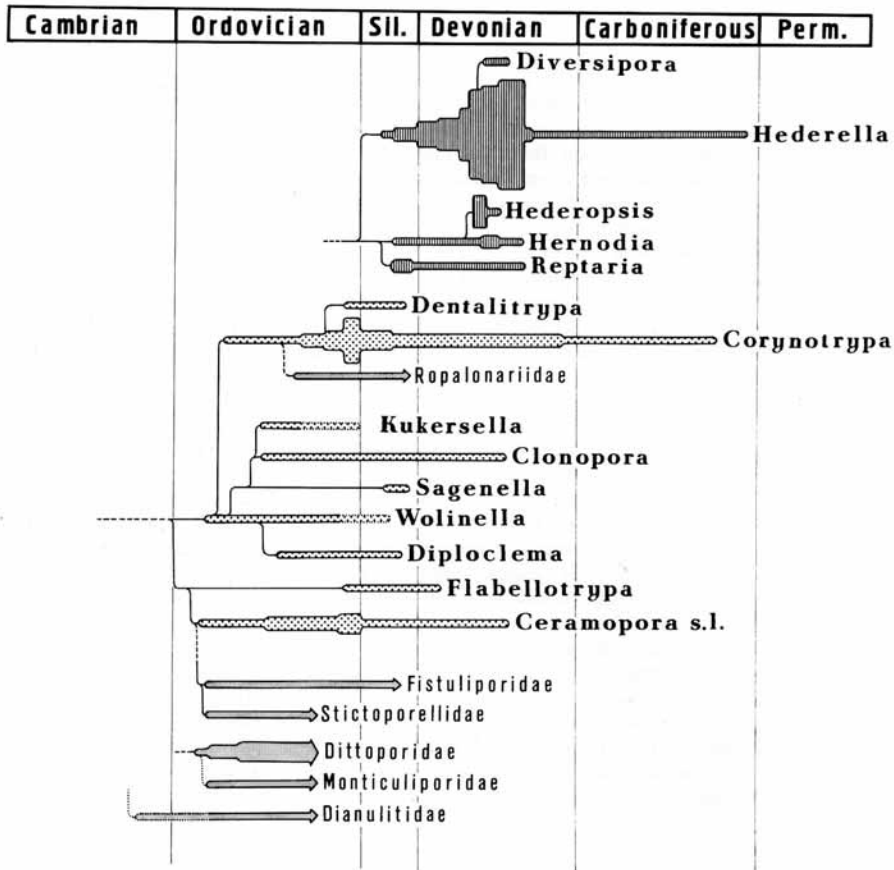 Cambrian Ordovician Sil. Devonian Carboniferous Perm.
Diversipora
Hederella
Hederopsis
Hernodia
Reptaria
Dentalitrypa
Corynotrypa
Ropalonariidae
Kukersella
Clonopora
Sagenella
Wolinella
Diploclema
Flabellotrypa
Ceramopora s.l.
Fistuliporidae
Stictoporellidae
Dittoporidae
Monticuliporidae
Dianulitidae